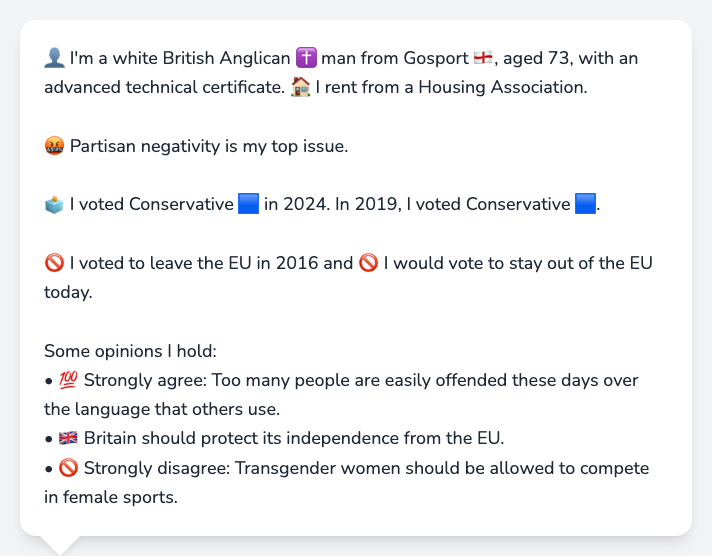 👤 I'm a white British Anglican ✝️ man from Gosport 🏴󠁧󠁢󠁥󠁮󠁧󠁿, aged 73, with an
advanced technical certificate. 🏠 I rent from a Housing Association.
🤬 Partisan negativity is my top issue.
🗳️ I voted Conservative 🟦 in 2024. In 2019, I voted Conservative 🟦.
🚫 I voted to leave the EU in 2016 and 🚫 I would vote to stay out of the EU
today.
Some opinions I hold:
• 💯 Strongly agree: Too many people are easily offended these days over
the language that others use.
• 🇬🇧 Britain should protect its independence from the EU.
• 🚫 Strongly disagree: Transgender women should be allowed to compete
in female sports.